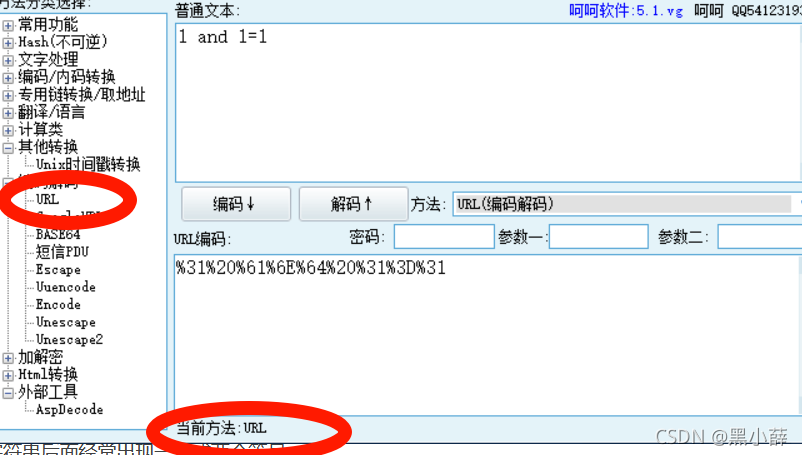 方法分类选择:
普通文本:
呵呵软件:5.1.vg 呵呵 QQ54123193
常用功能
Hash(不可逆)
文字处理
编码/内码转换
专用链转换/取地址
翻译/语言
计算类
其他转换
Unix时间戳转换
URL
BASE64
短信PDU
Escape
Uuencode
Encode
Unescape
Unescape2
加解密
Html转换
外部工具
AspDecode
1 and 1=1
编码↓
解码↑
方法:
URL(编码解码)
URL编码:
密码:
参数一:
参数二:
%31%20%61%6E%64%20%31%3D%31
当前方法:URL
CSDN @黑小薛